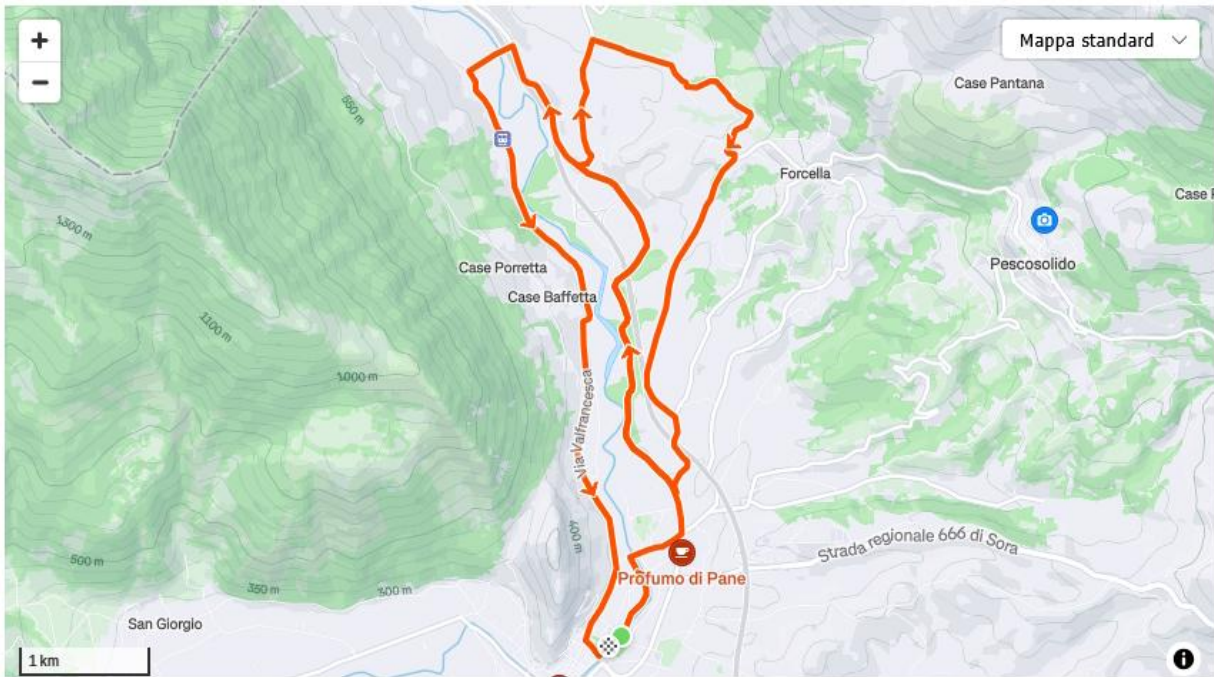 +
−
Mappa standard
Case Pantana
550 m
Forcella
Case P
1300 m
Pescosolido
Case Porretta
Case Baffetta
1100 m
1000 m
Via Valfrancesca
400 m
Strada regionale 666 di Sora
500 m
Profumo di Pane
350 m
300 m
San Giorgio
1 km